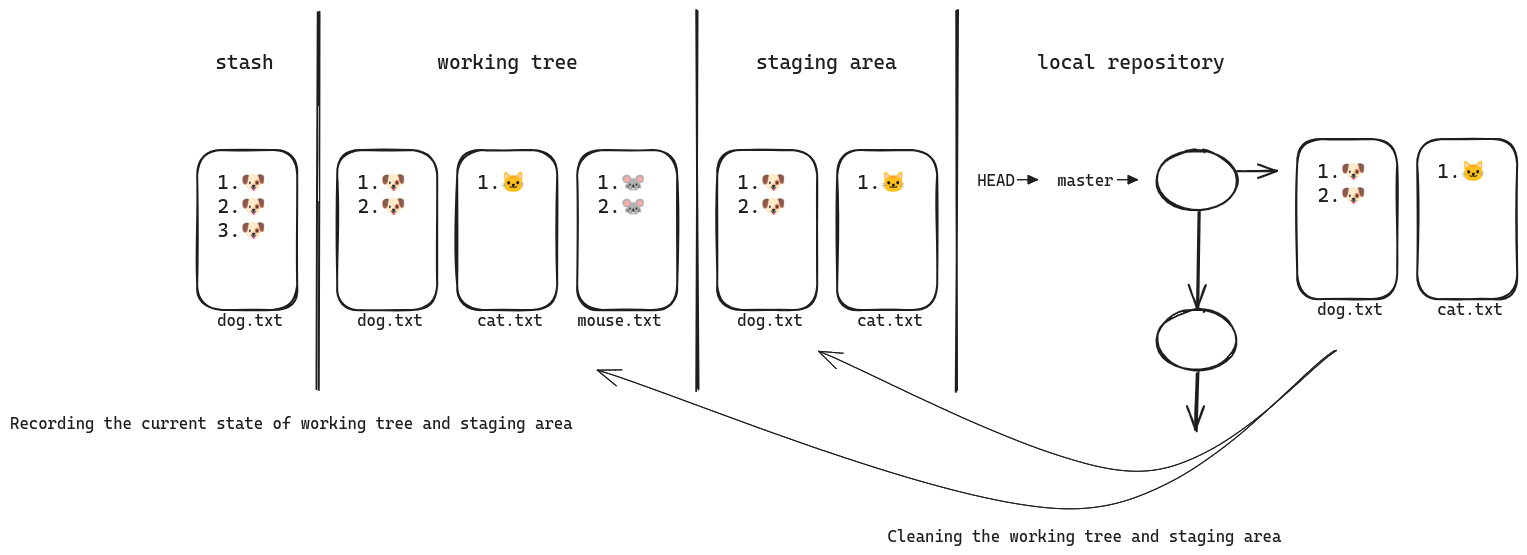 stash
working tree
staging area
local repository
1.🐶
2.🐶
3.🐶
dog.txt
1.🐶
2.🐶
dog.txt
1.🐱
cat.txt
1.🐭
2.🐭
mouse.txt
1.🐶
2.🐶
dog.txt
1.🐱
cat.txt
HEAD
master
1.🐶
2.🐶
dog.txt
1.🐱
cat.txt
Recording the current state of working tree and staging area
Cleaning the working tree and staging area